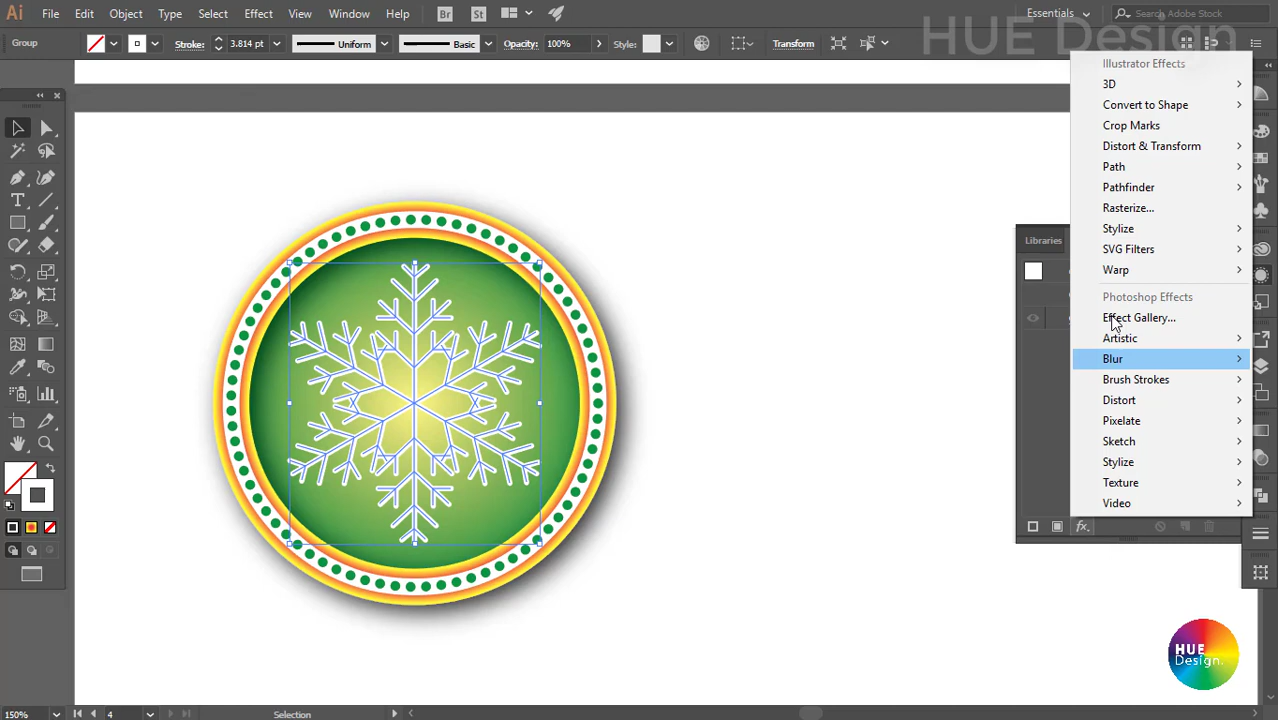 Ai File Edit Object Type Select Effect View Window Help Br St Essentials Search Adobe Stock
HUE Design
Group Stroke: 3.814 pt Uniform Basic Opacity: 100% Style: Transform
Illustrator Effects
3D
Convert to Shape
Crop Marks
Distort & Transform
Path
Pathfinder
Rasterize...
Stylize
SVG Filters
Warp
Photoshop Effects
Effect Gallery...
Artistic
Blur
Brush Strokes
Distort
Pixelate
Sketch
Stylize
Texture
Video
Libraries
fx.
HUE
Design.
150% 4 Selection